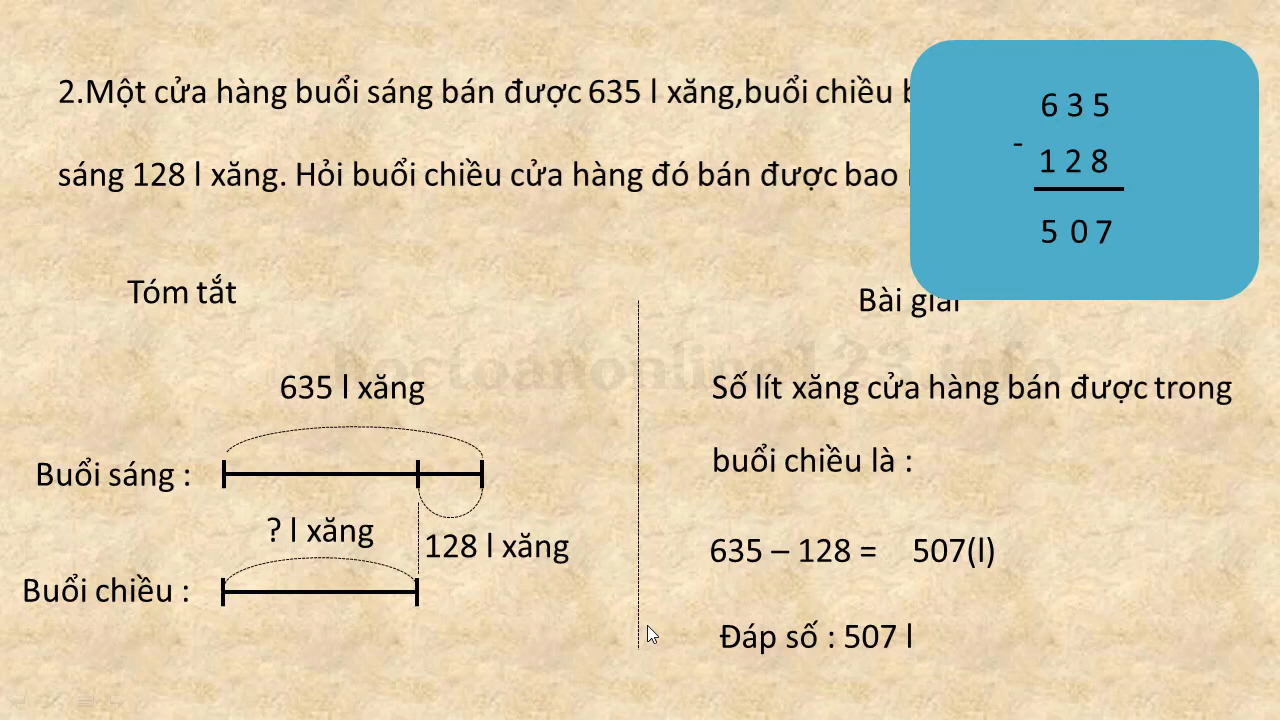 2.Một cửa hàng buổi sáng bán được 635 l xăng,buổi chiều
sáng 128 l xăng. Hỏi buổi chiều cửa hàng đó bán được bao
6 3 5
-
1 2 8
5 0 7
Tóm tắt
635 l xăng
Buổi sáng :
? l xăng
128 l xăng
Buổi chiều :
Bài giải
Số lít xăng cửa hàng bán được trong
buổi chiều là :
635 – 128 = 507(l)
Đáp số : 507 l